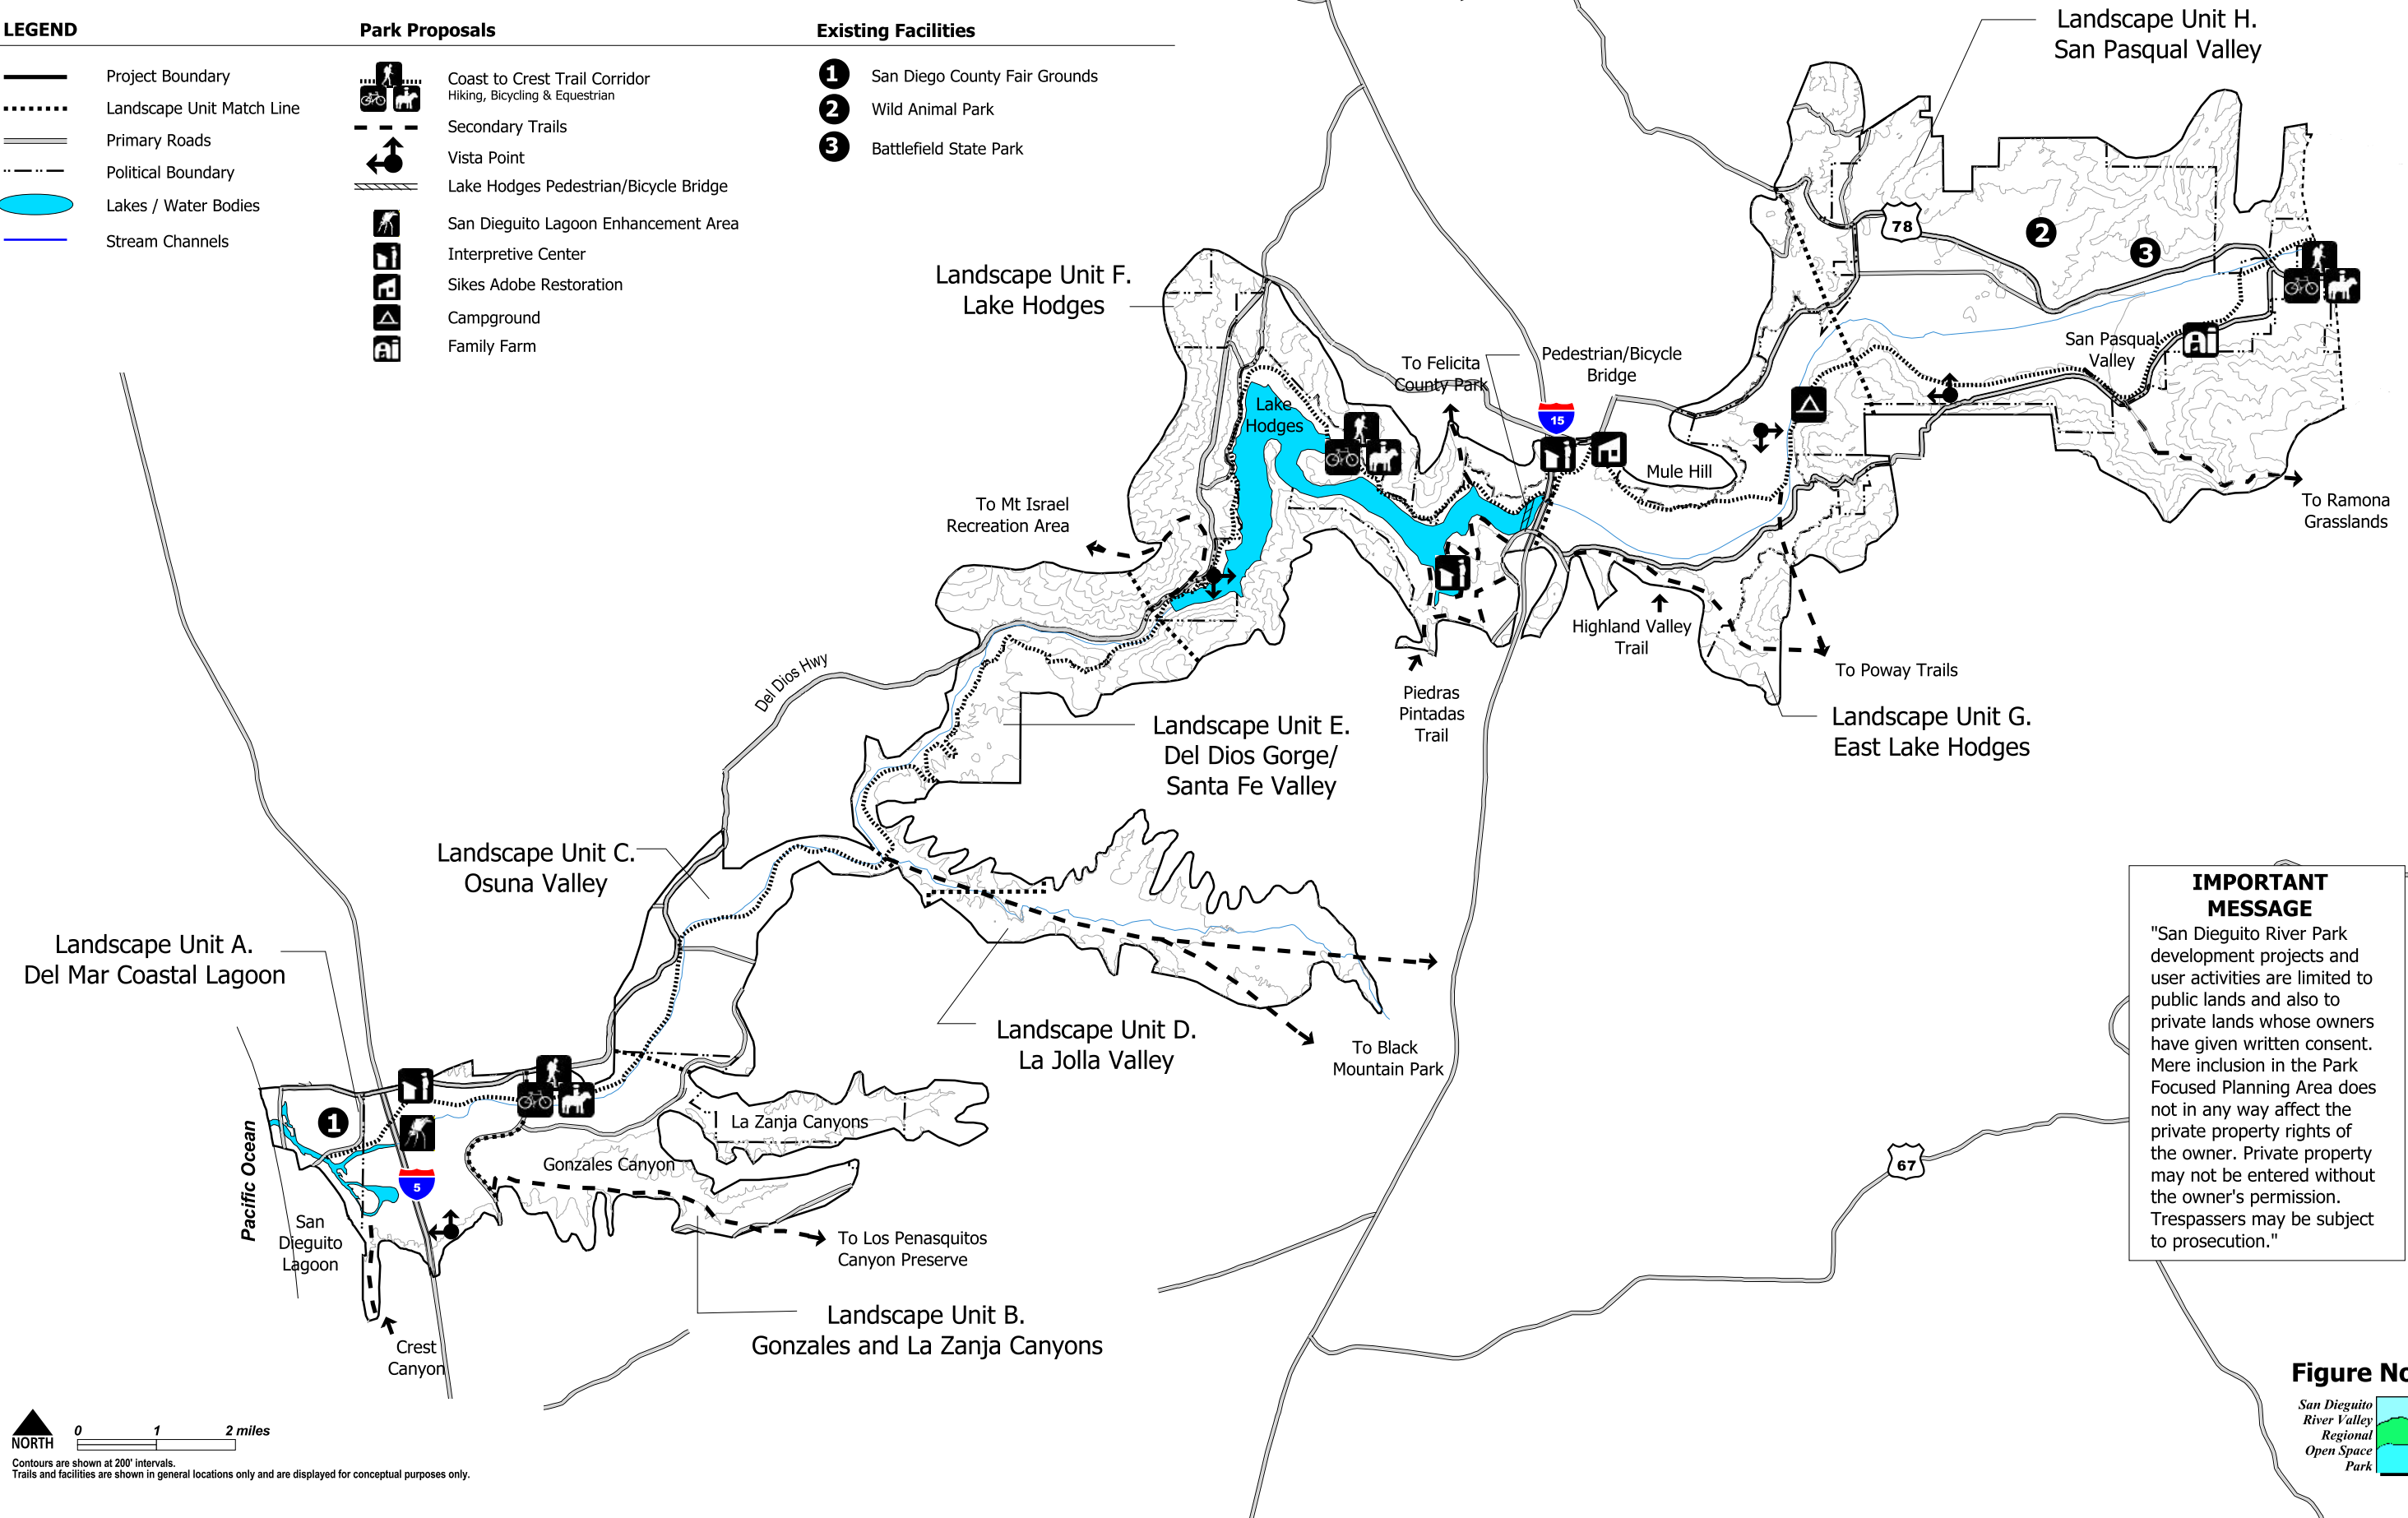 LEGEND
Project Boundary
Landscape Unit Match Line
Primary Roads
Political Boundary
Lakes / Water Bodies
Stream Channels
Park Proposals
Coast to Crest Trail Corridor
Hiking, Bicycling & Equestrian
Secondary Trails
Vista Point
Lake Hodges Pedestrian/Bicycle Bridge
San Dieguito Lagoon Enhancement Area
Interpretive Center
Sikes Adobe Restoration
Campground
Family Farm
Existing Facilities
1 San Diego County Fair Grounds
2 Wild Animal Park
3 Battlefield State Park
Landscape Unit H.
San Pasqual Valley
78
2
3
Landscape Unit F.
Lake Hodges
To Felicita
County Park
Pedestrian/Bicycle
Bridge
San Pasqual
Valley
Lake
Hodges
15
Mule Hill
To Ramona
Grasslands
To Mt Israel
Recreation Area
Highland Valley
Trail
To Poway Trails
Del Dios Hwy
Piedras
Pintadas
Trail
Landscape Unit G.
East Lake Hodges
Landscape Unit E.
Del Dios Gorge/
Santa Fe Valley
Landscape Unit C.
Osuna Valley
Landscape Unit A.
Del Mar Coastal Lagoon
Landscape Unit D.
La Jolla Valley
To Black
Mountain Park
1
La Zanja Canyons
Gonzales Canyon
Pacific Ocean
5
San
Dieguito
Lagoon
To Los Penasquitos
Canyon Preserve
Landscape Unit B.
Gonzales and La Zanja Canyons
Crest
Canyon
67
IMPORTANT
MESSAGE
"San Dieguito River Park
development projects and
user activities are limited to
public lands and also to
private lands whose owners
have given written consent.
Mere inclusion in the Park
Focused Planning Area does
not in any way affect the
private property rights of
the owner. Private property
may not be entered without
the owner's permission.
Trespassers may be subject
to prosecution."
Figure No
San Dieguito
River Valley
Regional
Open Space
Park
NORTH
0 1 2 miles
Contours are shown at 200' intervals.
Trails and facilities are shown in general locations only and are displayed for conceptual purposes only.